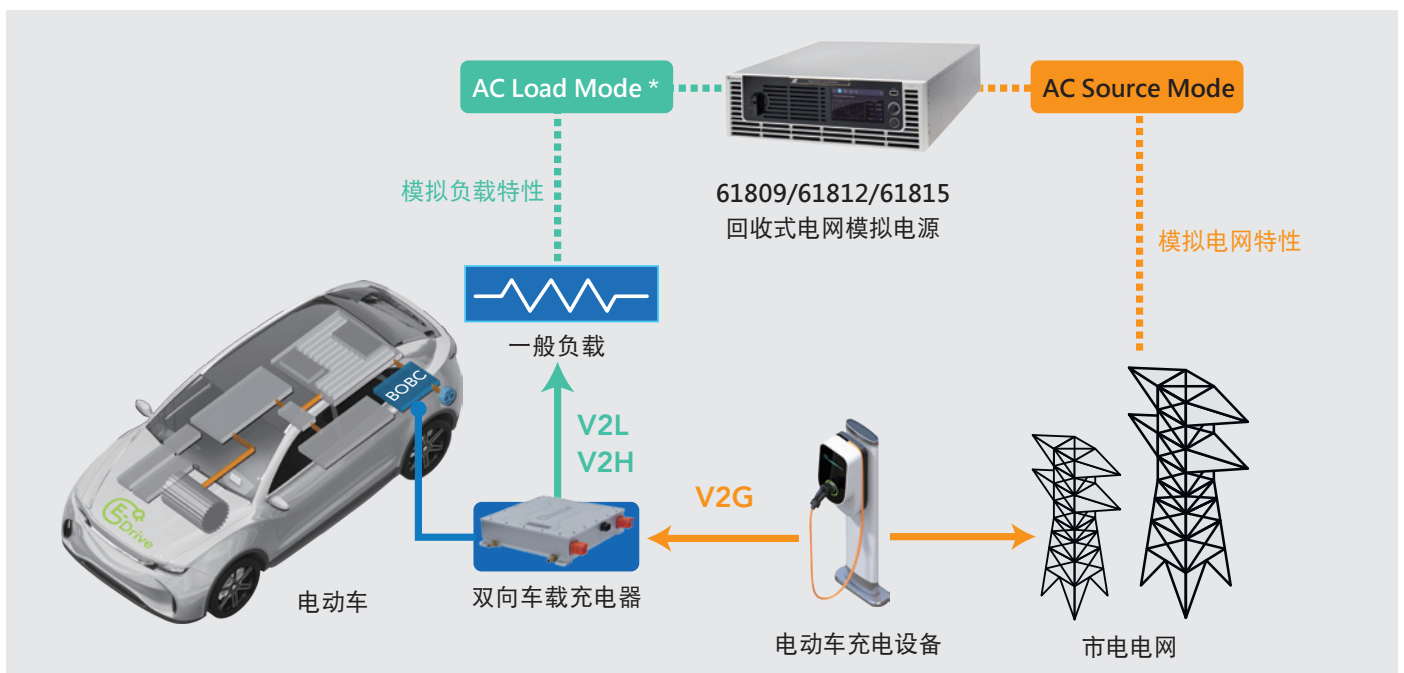 AC Load Mode *
AC Source Mode
61809/61812/61815
回收式电网模拟电源
模拟负载特性
模拟电网特性
一般负载
BOBC
V2L
V2H
V2G
E
Drive
电动车
双向车载充电器
电动车充电设备
市电电网